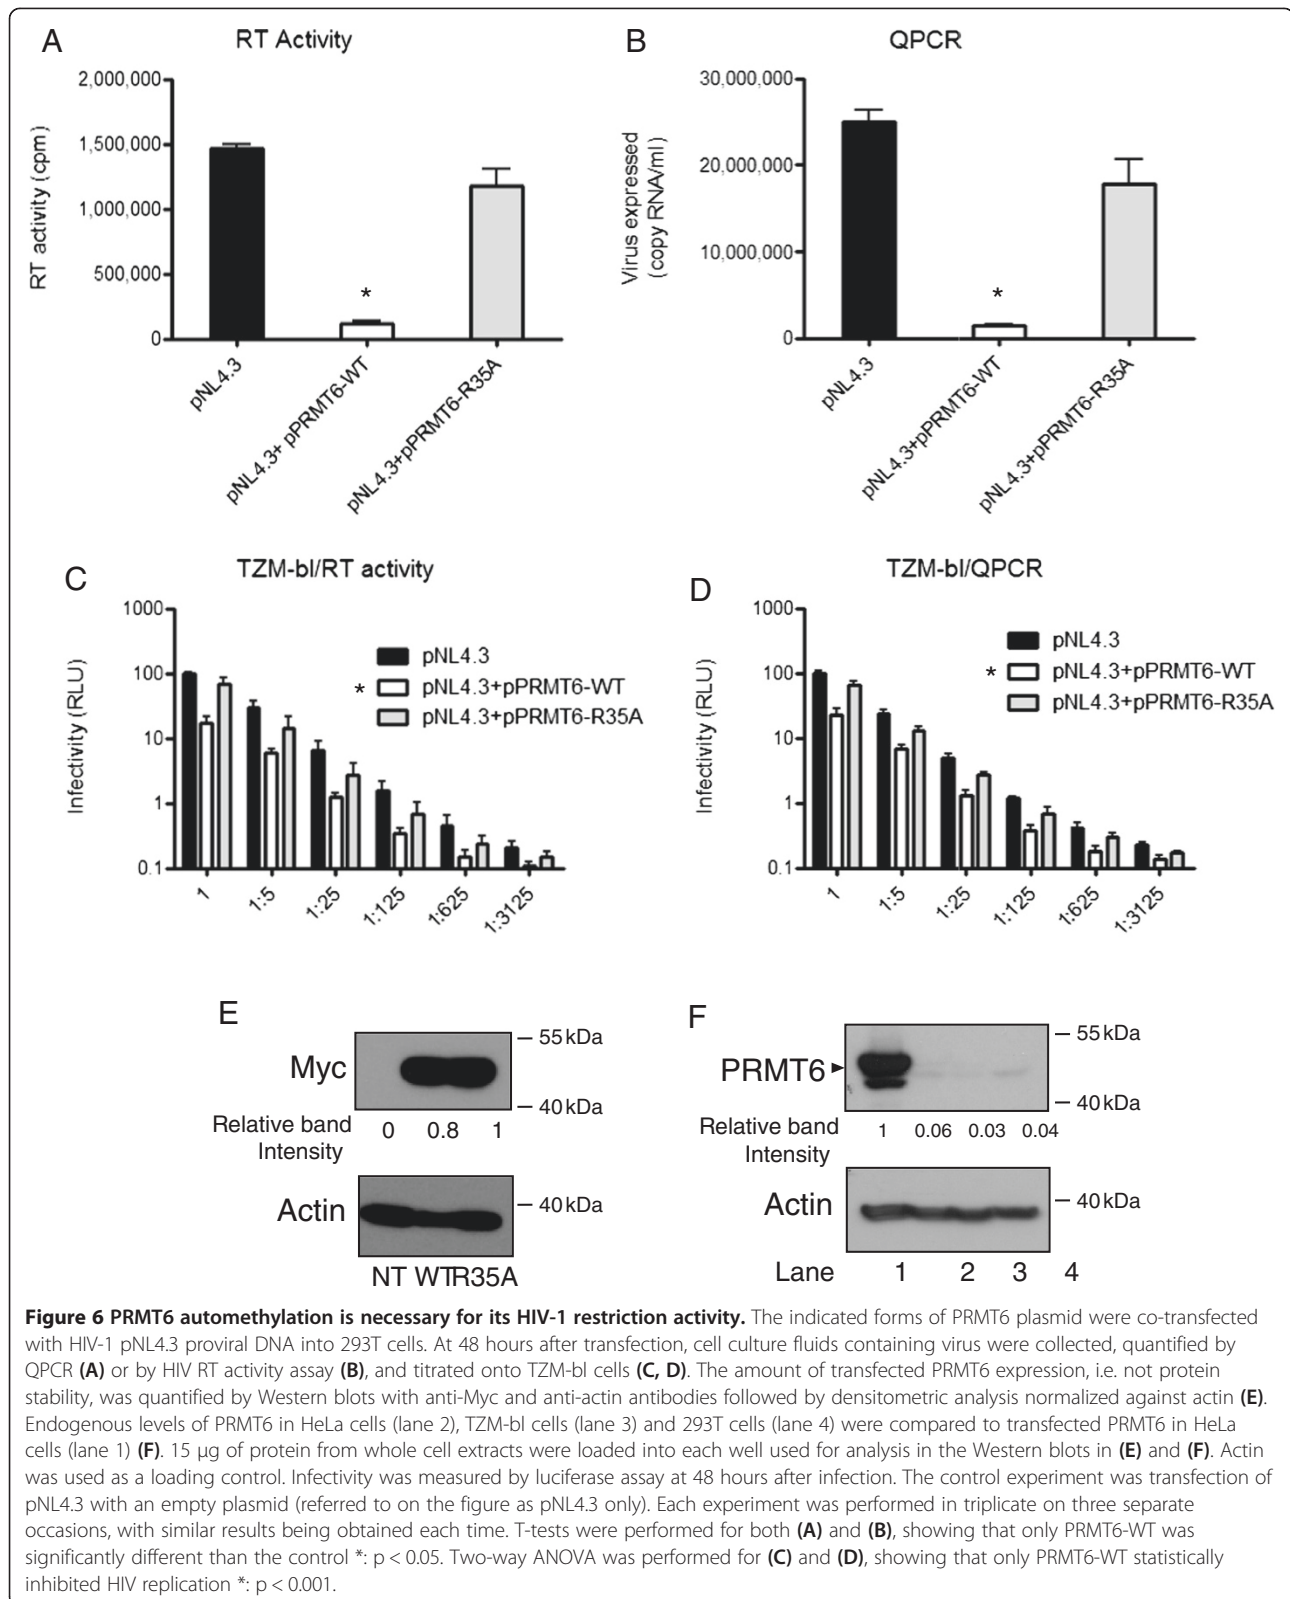 A
RT Activity
RT activity (cpm)
2,000,000
1,500,000
1,000,000
500,000
0
*
pNL4.3
pNL4.3+ pPRMT6-WT
pNL4.3+pPRMT6-R35A
B
QPCR
Virus expressed
(copy RNA/ml)
30,000,000
20,000,000
10,000,000
0
*
pNL4.3
pNL4.3+pPRMT6-WT
pNL4.3+pPRMT6-R35A
C
TZM-bl/RT activity
Infectivity (RLU)
1000
100
10
1
0.1
pNL4.3
* pNL4.3+pPRMT6-WT
pNL4.3+pPRMT6-R35A
1 1:5 1:25 1:125 1:625 1:3125
D
TZM-bl/QPCR
Infectivity (RLU)
1000
100
10
1
0.1
pNL4.3
* pNL4.3+pPRMT6-WT
pNL4.3+pPRMT6-R35A
1 1:5 1:25 1:125 1:625 1:3125
E
Myc
55kDa
40kDa
Relative band
Intensity
0 0.8 1
Actin
40kDa
NT WTR35A
F
PRMT6
55kDa
40kDa
Relative band
Intensity
1 0.06 0.03 0.04
Actin
40kDa
Lane 1 2 3 4
Figure 6 PRMT6 automethylation is necessary for its HIV-1 restriction activity. The indicated forms of PRMT6 plasmid were co-transfected
with HIV-1 pNL4.3 proviral DNA into 293T cells. At 48 hours after transfection, cell culture fluids containing virus were collected, quantified by
QPCR (A) or by HIV RT activity assay (B), and titrated onto TZM-bl cells (C, D). The amount of transfected PRMT6 expression, i.e. not protein
stability, was quantified by Western blots with anti-Myc and anti-actin antibodies followed by densitometric analysis normalized against actin (E).
Endogenous levels of PRMT6 in HeLa cells (lane 2), TZM-bl cells (lane 3) and 293T cells (lane 4) were compared to transfected PRMT6 in HeLa
cells (lane 1) (F). 15 μg of protein from whole cell extracts were loaded into each well used for analysis in the Western blots in (E) and (F). Actin
was used as a loading control. Infectivity was measured by luciferase assay at 48 hours after infection. The control experiment was transfection of
pNL4.3 with an empty plasmid (referred to on the figure as pNL4.3 only). Each experiment was performed in triplicate on three separate
occasions, with similar results being obtained each time. T-tests were performed for both (A) and (B), showing that only PRMT6-WT was
significantly different than the control *: p < 0.05. Two-way ANOVA was performed for (C) and (D), showing that only PRMT6-WT statistically
inhibited HIV replication *: p < 0.001.